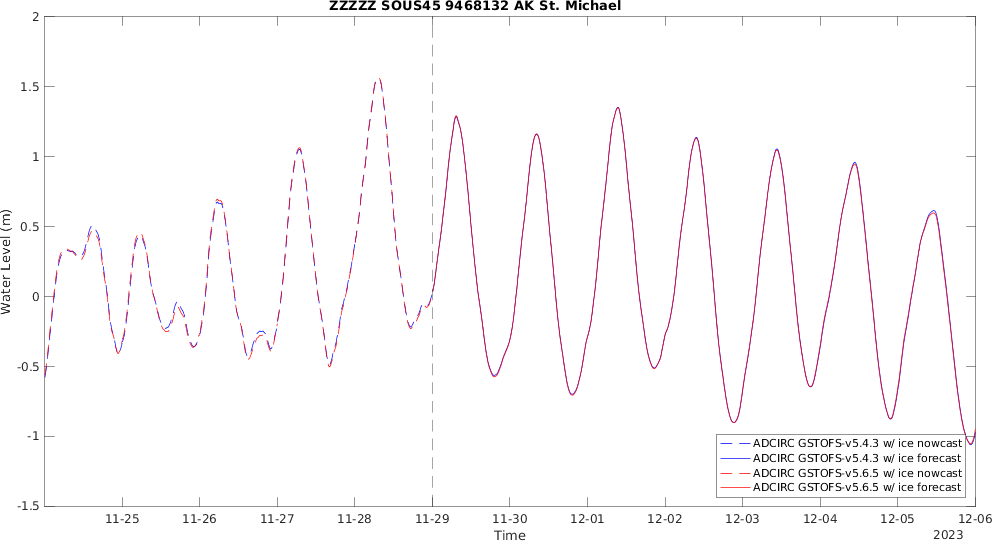 ZZZZZ SOUS45 9468132 AK St. Michael
2
1.5
1
0.5
0
-0.5
-1
-1.5
Water Level (m)
ADCIRC GSTOFS-v5.4.3 w/ ice nowcast
ADCIRC GSTOFS-v5.4.3 w/ ice forecast
ADCIRC GSTOFS-v5.6.5 w/ ice nowcast
ADCIRC GSTOFS-v5.6.5 w/ ice forecast
11-25 11-26 11-27 11-28 11-29 11-30 12-01 12-02 12-03 12-04 12-05 12-06
Time
2023